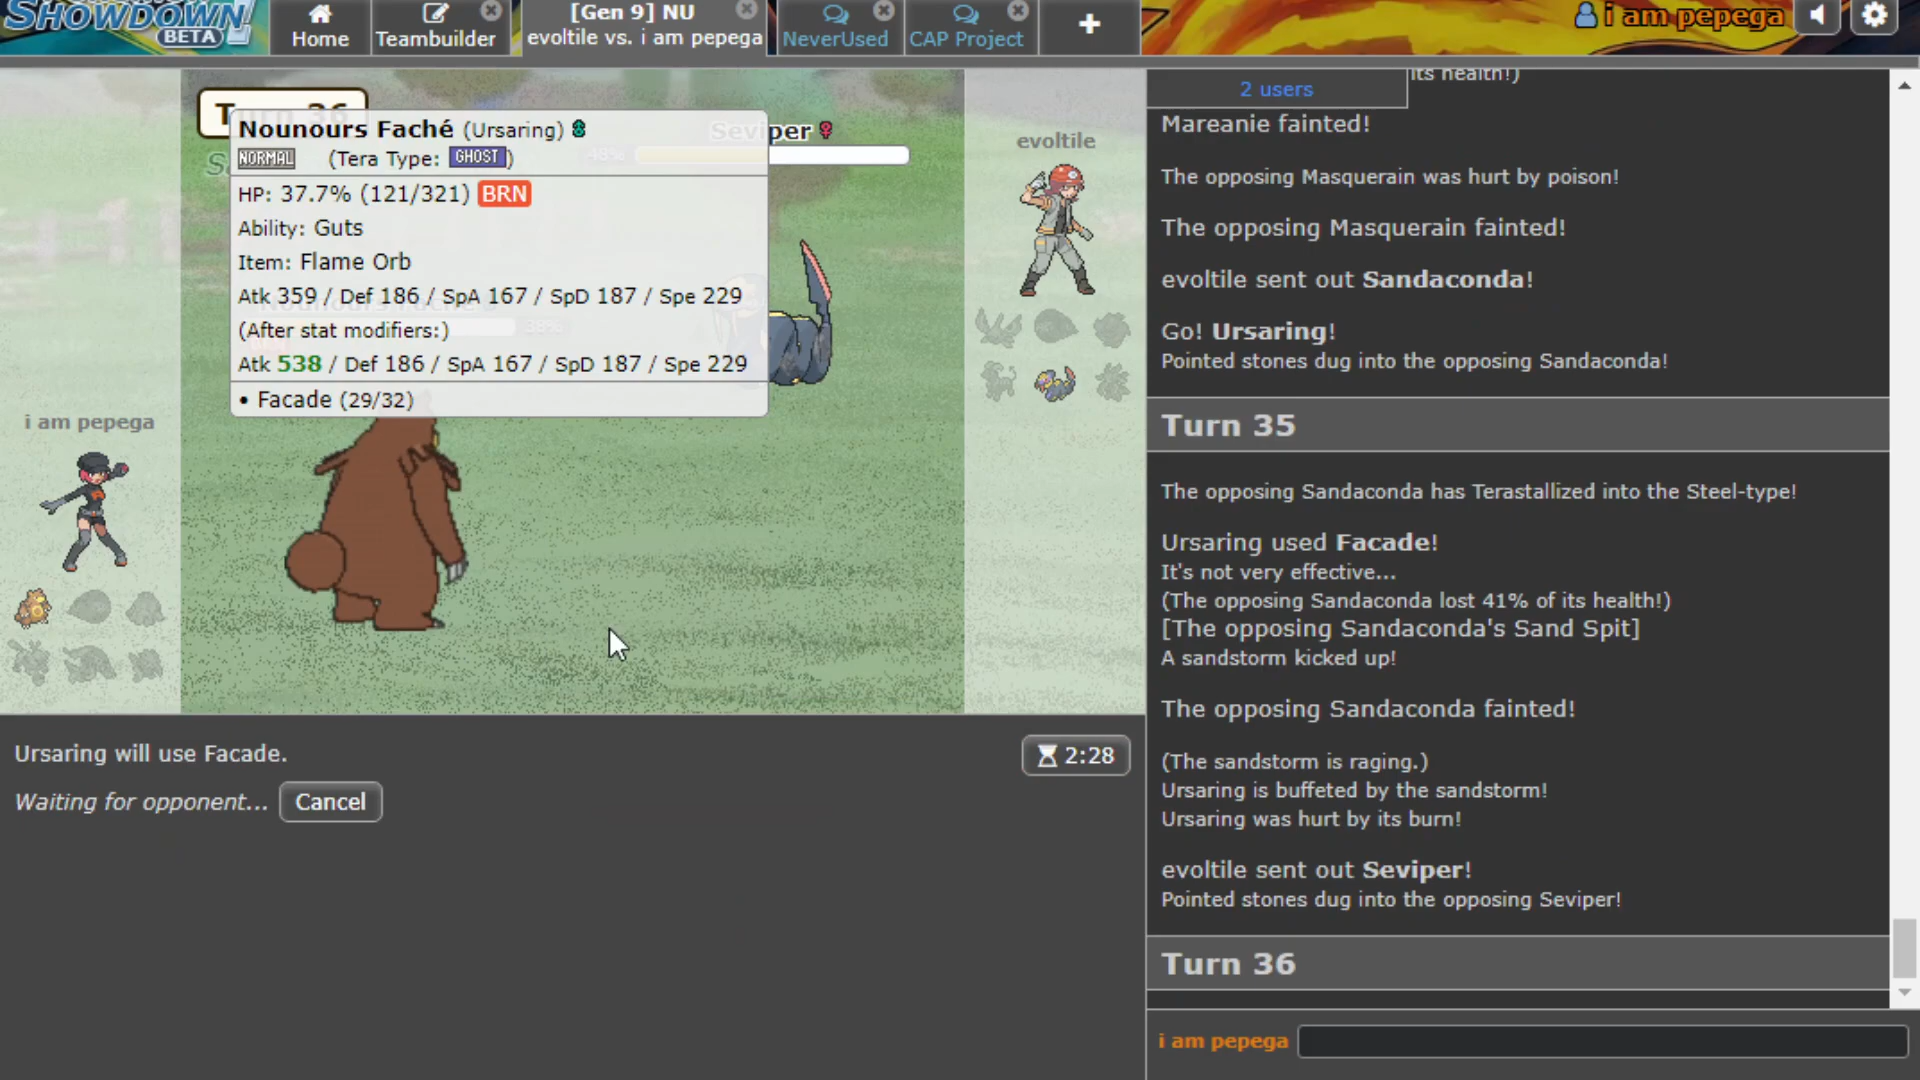 SHOWDOWN
BETA
Home
Teambuilder
[Gen 9] NU
evoltile vs. i am pepega
NeverUsed
CAP Project
+
i am pepega
Turn 36
Nounours Faché (Ursaring)
NORMAL (Tera Type: GHOST)
HP: 37.7% (121/321) BRN
Ability: Guts
Item: Flame Orb
Atk 359 / Def 186 / SpA 167 / SpD 187 / Spe 229
(After stat modifiers:)
Atk 538 / Def 186 / SpA 167 / SpD 187 / Spe 229
• Facade (29/32)
Seviper
48%
38%
evoltile
i am pepega
Ursaring will use Facade.
2:28
Waiting for opponent... Cancel
2 users
its health!)
Mareanie fainted!
The opposing Masquerain was hurt by poison!
The opposing Masquerain fainted!
evoltile sent out Sandaconda!
Go! Ursaring!
Pointed stones dug into the opposing Sandaconda!
Turn 35
The opposing Sandaconda has Terastallized into the Steel-type!
Ursaring used Facade!
It's not very effective...
(The opposing Sandaconda lost 41% of its health!)
[The opposing Sandaconda's Sand Spit]
A sandstorm kicked up!
The opposing Sandaconda fainted!
(The sandstorm is raging.)
Ursaring is buffeted by the sandstorm!
Ursaring was hurt by its burn!
evoltile sent out Seviper!
Pointed stones dug into the opposing Seviper!
Turn 36
i am pepega